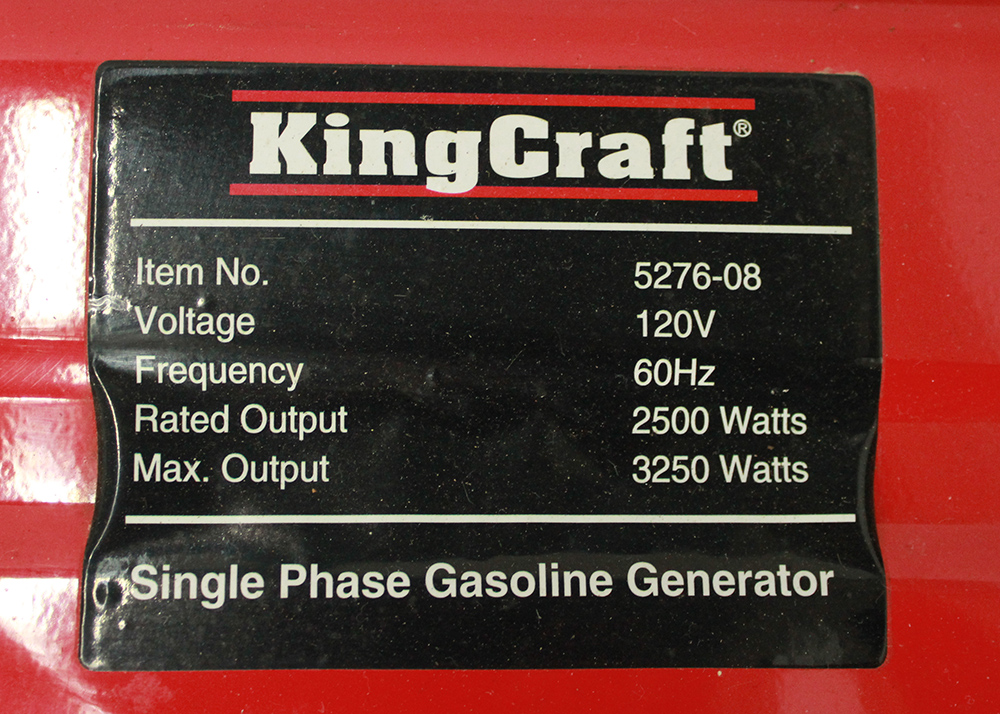 KingCraft®
Item No. 5276-08
Voltage 120V
Frequency 60Hz
Rated Output 2500 Watts
Max. Output 3250 Watts
Single Phase Gasoline Generator